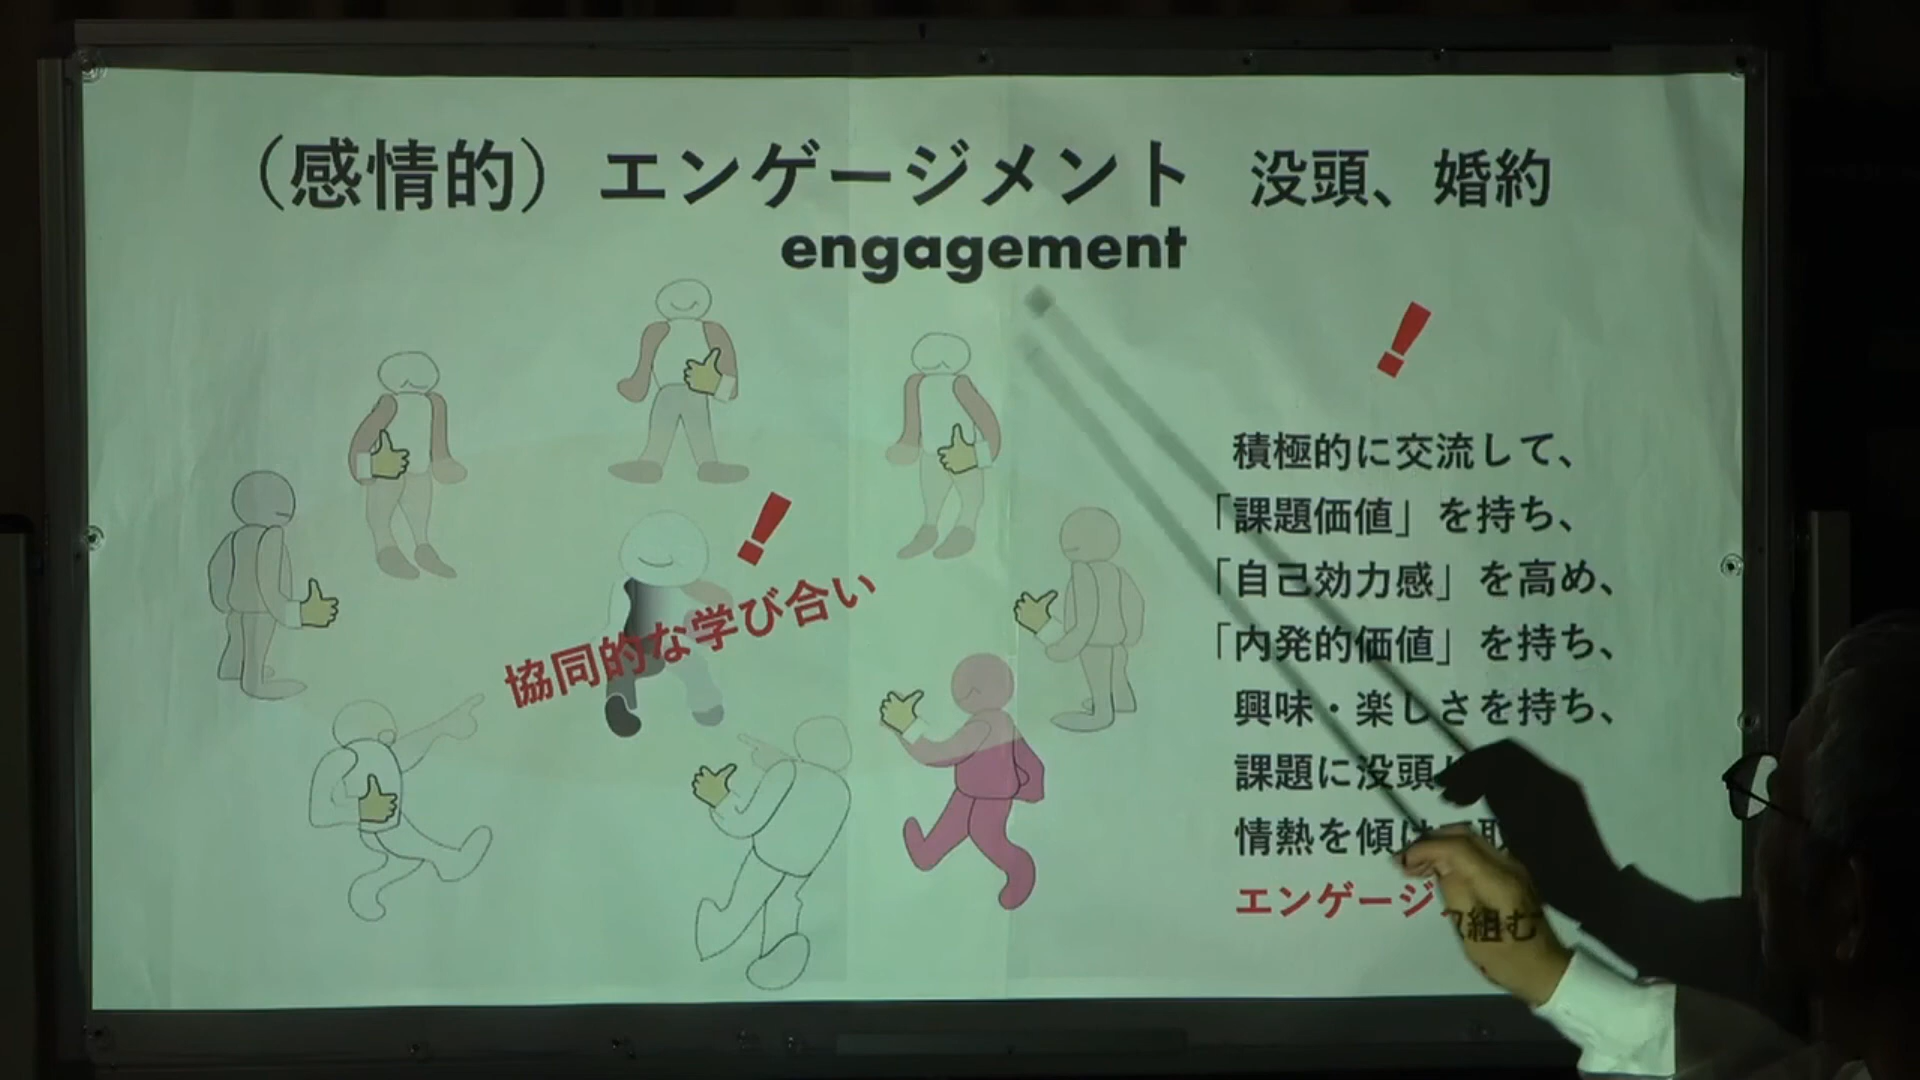 （感情的）エンゲージメント 没頭、婚約
engagement
!
積極的に交流して、
「課題価値」を持ち、
「自己効力感」を高め、
「内発的価値」を持ち、
興味・楽しさを持ち、
課題に没頭
情熱を傾け
組む
エンゲージ
!
協同的な学び合い